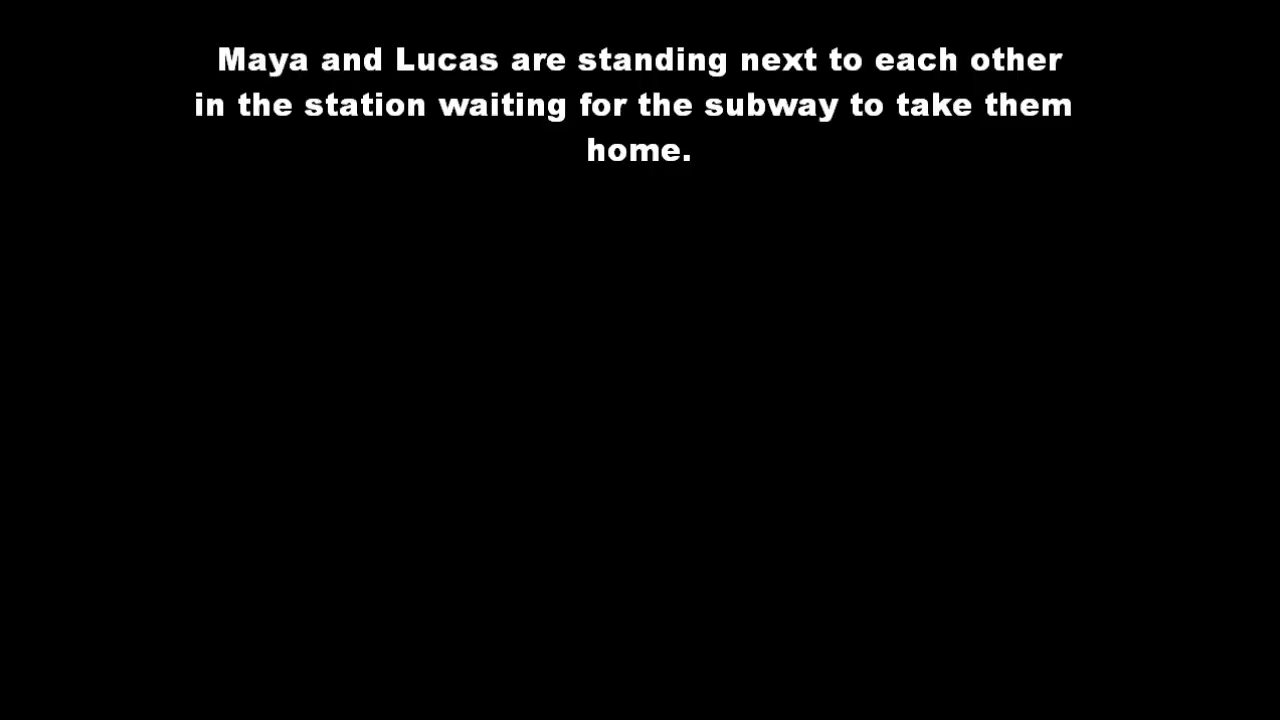 Maya and Lucas are standing next to each other
in the station waiting for the subway to take them
home.